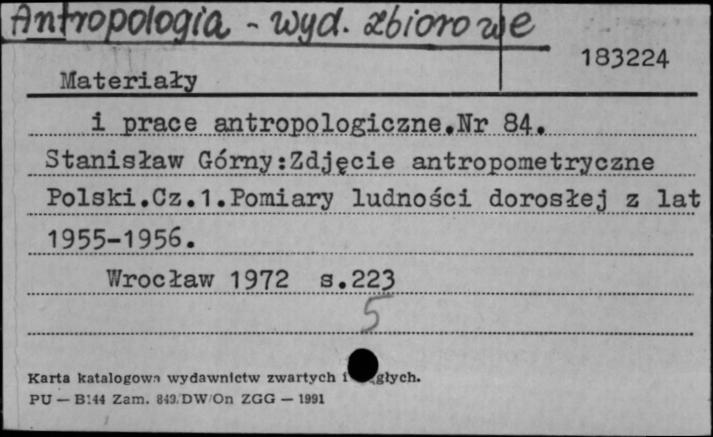 Antropologia - wyd. zbiorowe
183224
Materiały
i prace antropologiczne.Nr 84.
Stanisław Górny:Zdjęcie antropometryczne
Polski.Cz.1.Pomiary ludności dorosłej z lat
1955-1956.
Wrocław 1972 s.223
5
Karta katalogowa wydawnictw zwartych i głych.
PU — B144 Zam. 849/DW/On ZGG — 1991